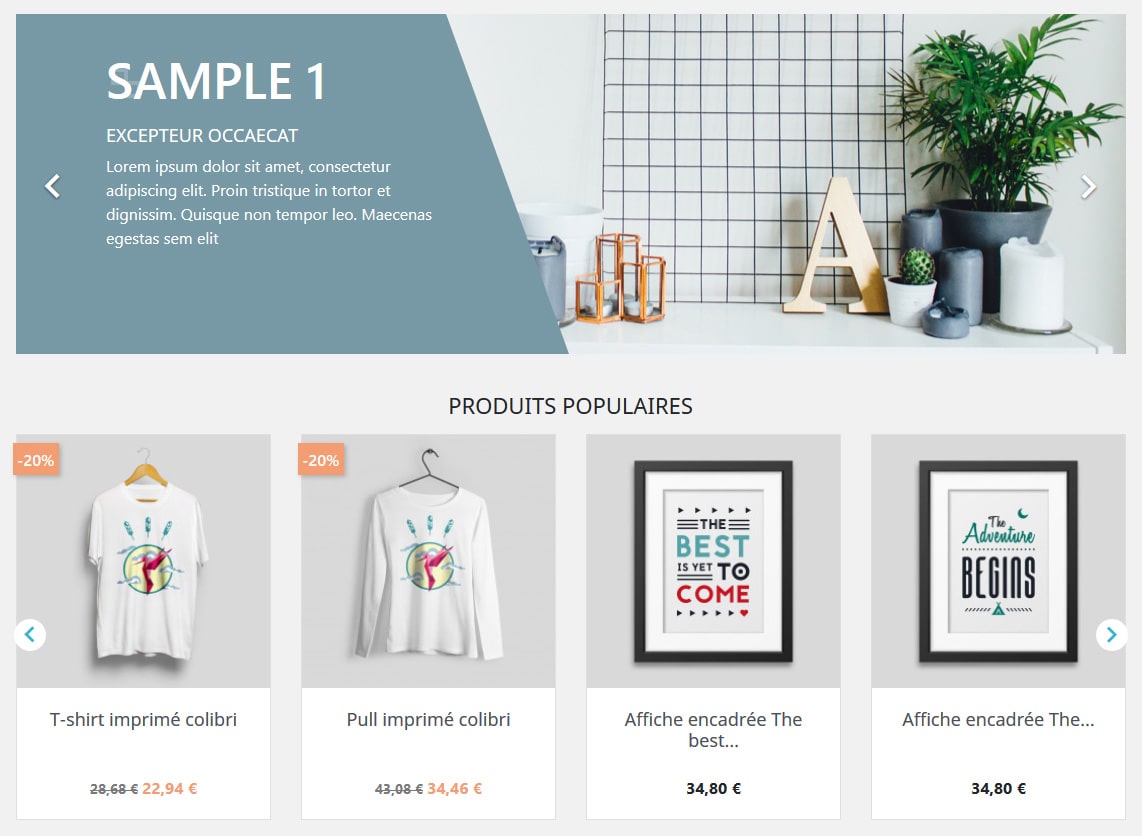 SAMPLE 1
EXCEPTEUR OCCAECAT
Lorem ipsum dolor sit amet, consectetur
adipiscing elit. Proin tristique in tortor et
dignissim. Quisque non tempor leo. Maecenas
egestas sem elit
A
PRODUITS POPULAIRES
-20%
T-shirt imprimé colibri
28,68 € 22,94 €
-20%
Pull imprimé colibri
43,08 € 34,46 €
THE
BEST
IS YET TO
COME
Affiche encadrée The
best...
34,80 €
The
Adventure
BEGINS
Affiche encadrée The...
34,80 €